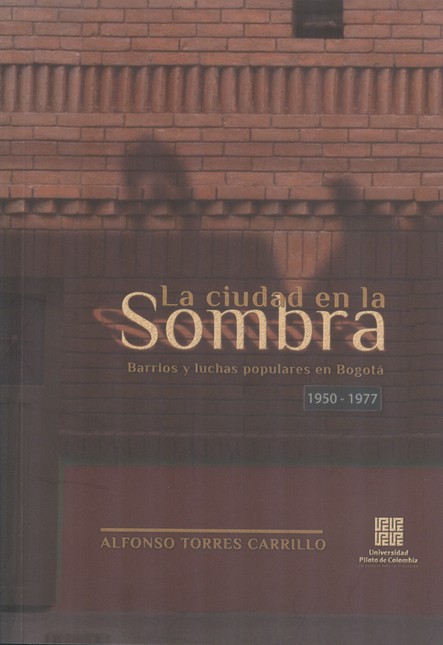 La ciudad en la
Sombra
Barrios y luchas populares en Bogotá
1950 - 1977
ALFONSO TORRES CARRILLO
Universidad
Piloto de Colombia